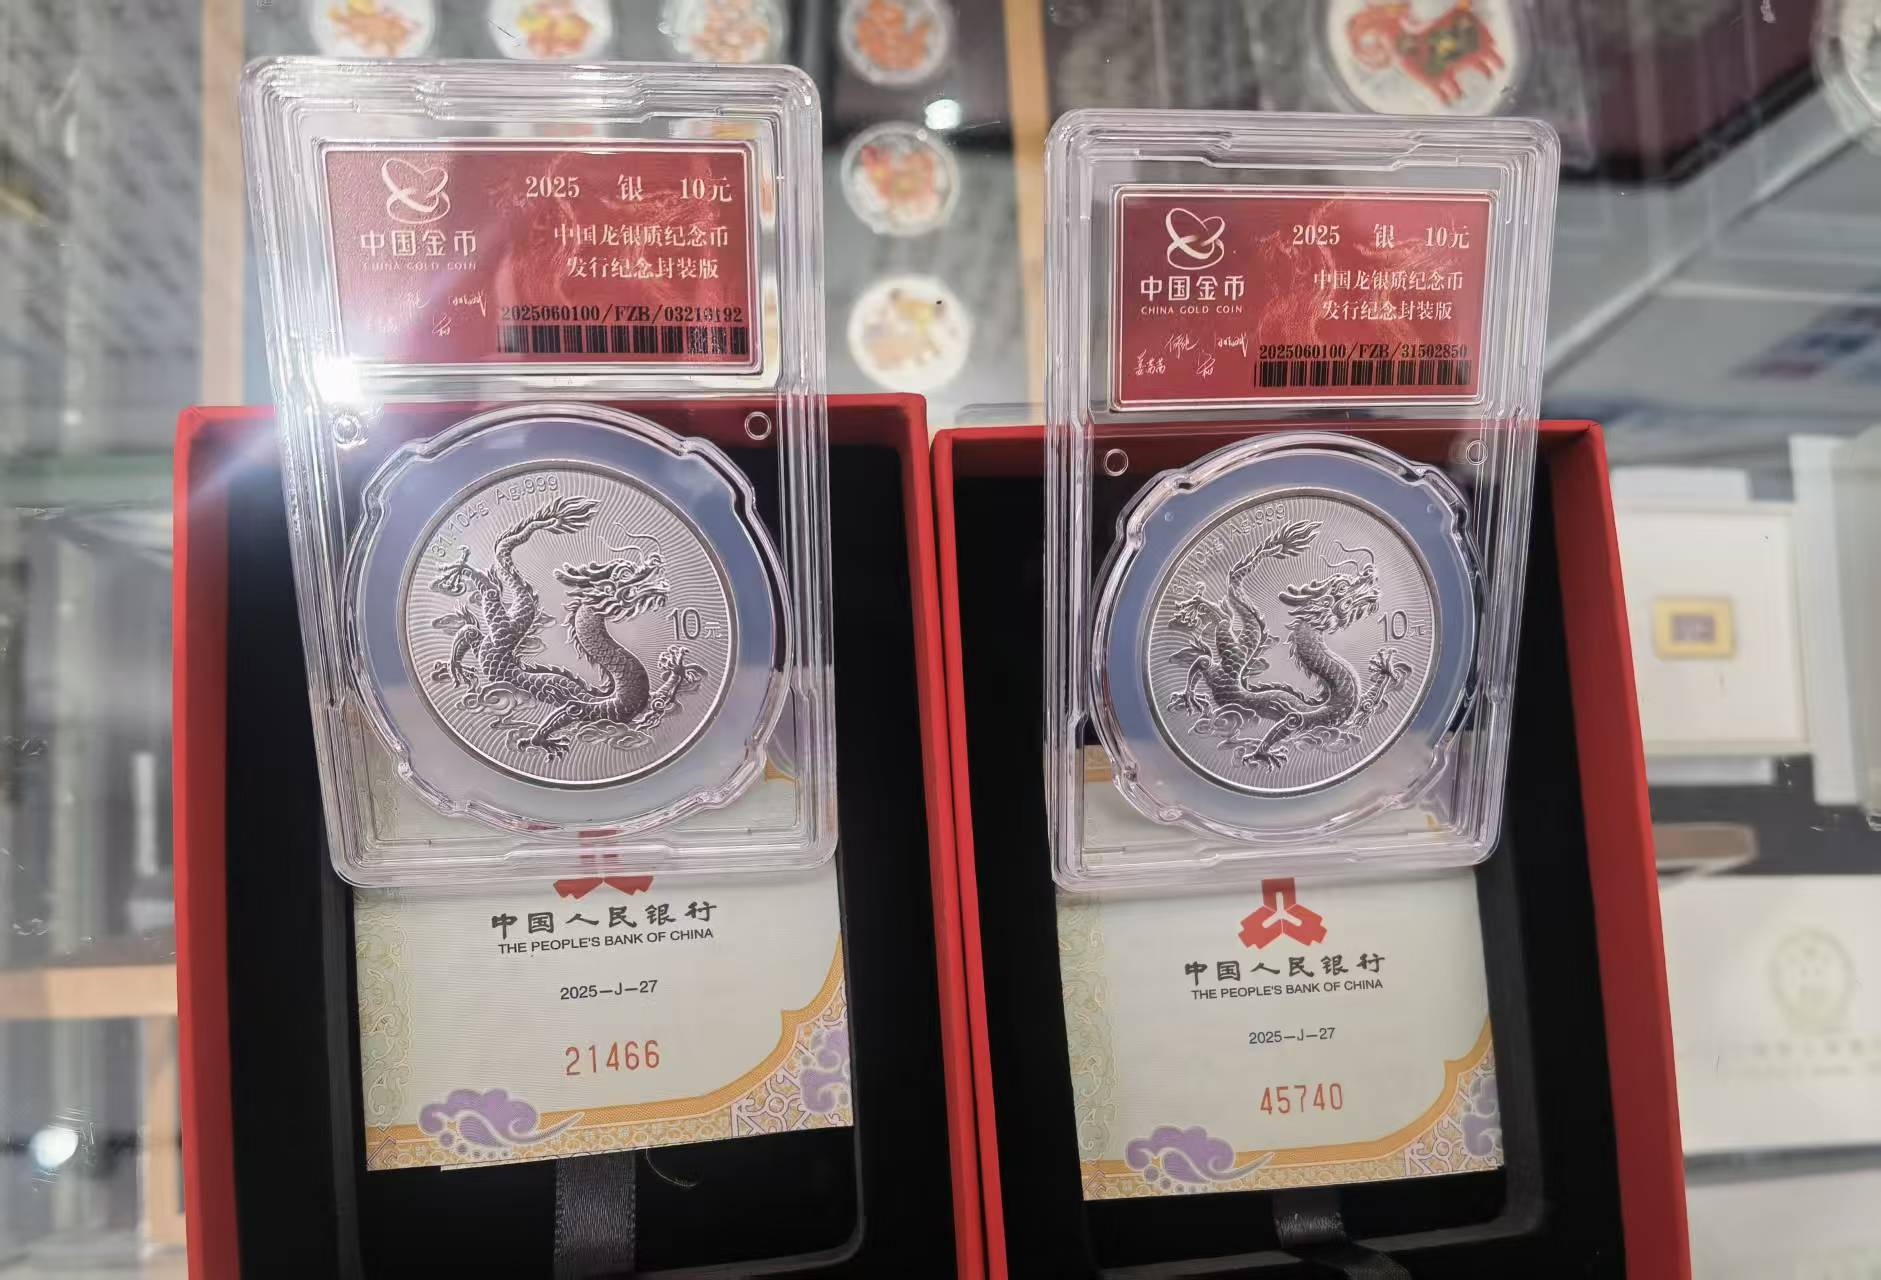 中国金币
CHINA GOLD COIN
2025 银 10元
中国龙银质纪念币
发行纪念封装版
31.104g Ag.999
10元
中国人民银行
THE PEOPLE'S BANK OF CHINA
2025-J-27
21466
中国金币
CHINA GOLD COIN
2025 银 10元
中国龙银质纪念币
发行纪念封装版
2025060100/FZB/31502850
31.104g Ag.999
10元
中国人民银行
THE PEOPLE'S BANK OF CHINA
2025-J-27
45740